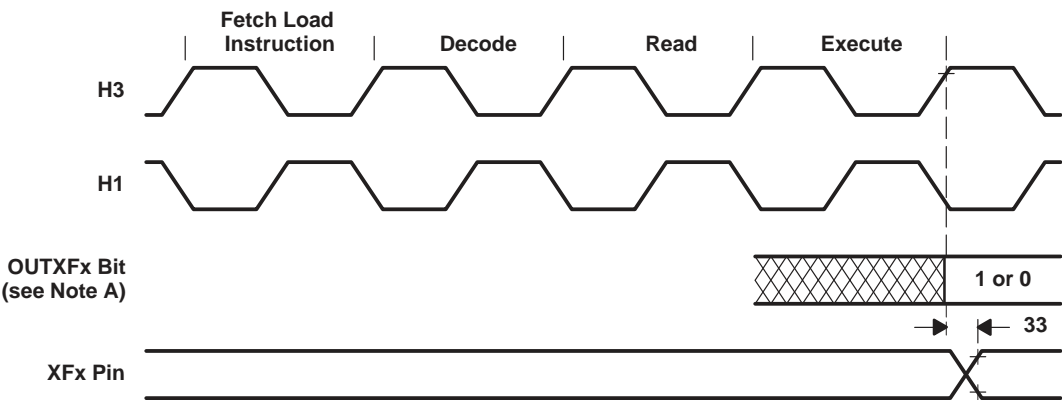 Fetch Load
Instruction
Decode
Read
Execute
H3
H1
OUTXFx Bit
(see Note A)
1 or 0
33
XFx Pin